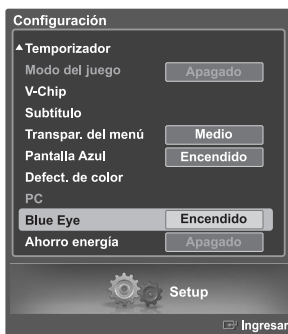 Configuración
Temporizador
Modo del juego Apagado
V-Chip
Subtítulo
Transpar. del menú Medio
Pantalla Azul Encendido
Defect. de color
PC
Blue Eye Encendido
Ahorro energía Apagado
Setup
Ingresar